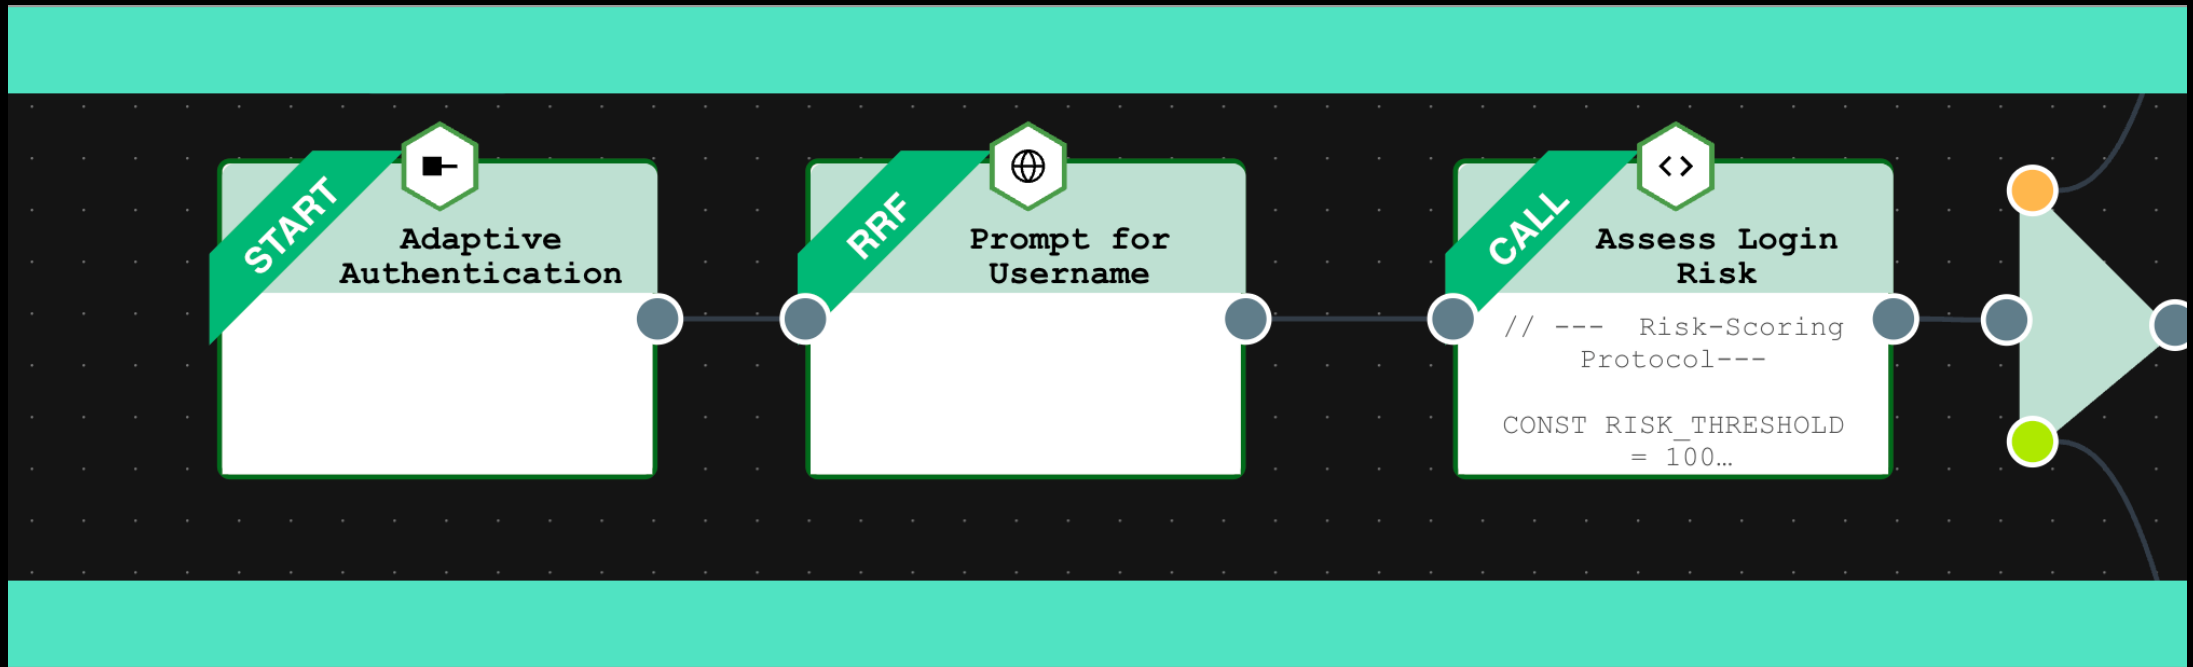 START
Adaptive
Authentication
RRF
Prompt for
Username
CALL
Assess Login
Risk
// --- Risk-Scoring
Protocol---
CONST RISK_THRESHOLD
= 100…